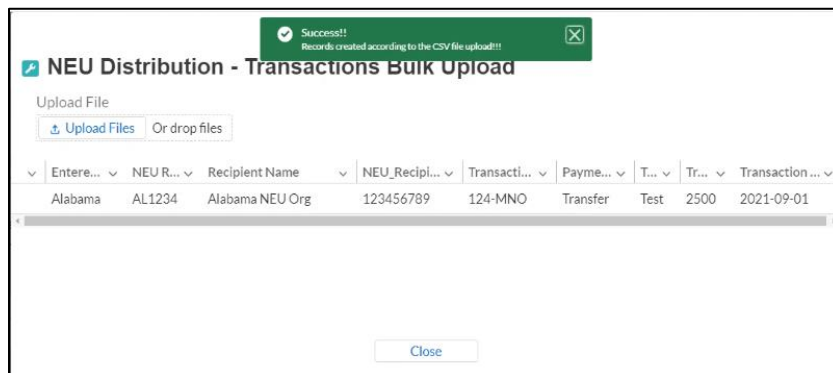 Success!!
Records created according to the CSV file upload!!!
NEU Distribution - Transactions Bulk Upload
Upload File
Upload Files Or drop files
Entere... NEU R... Recipient Name NEU_Recipi... Transacti... Payme... T... Tr... Transaction ...
Alabama AL1234 Alabama NEU Org 123456789 124-MNO Transfer Test 2500 2021-09-01
Close